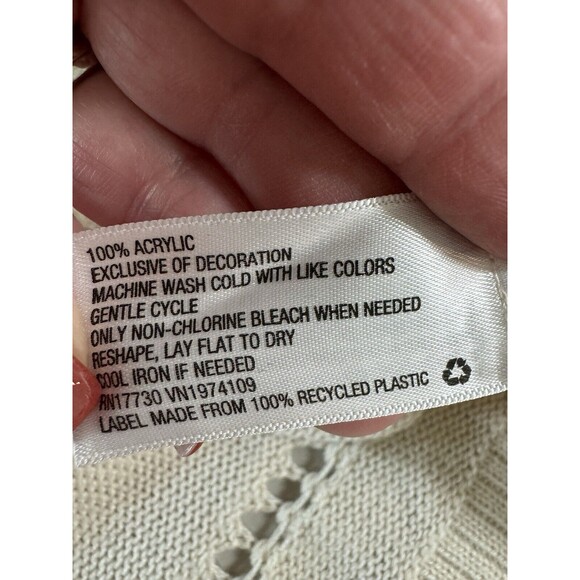 100% ACRYLIC
EXCLUSIVE OF DECORATION
MACHINE WASH COLD WITH LIKE COLORS
GENTLE CYCLE
ONLY NON-CHLORINE BLEACH WHEN NEEDED
RESHAPE, LAY FLAT TO DRY
COOL IRON IF NEEDED
RN17730 VN1974109
LABEL MADE FROM 100% RECYCLED PLASTIC